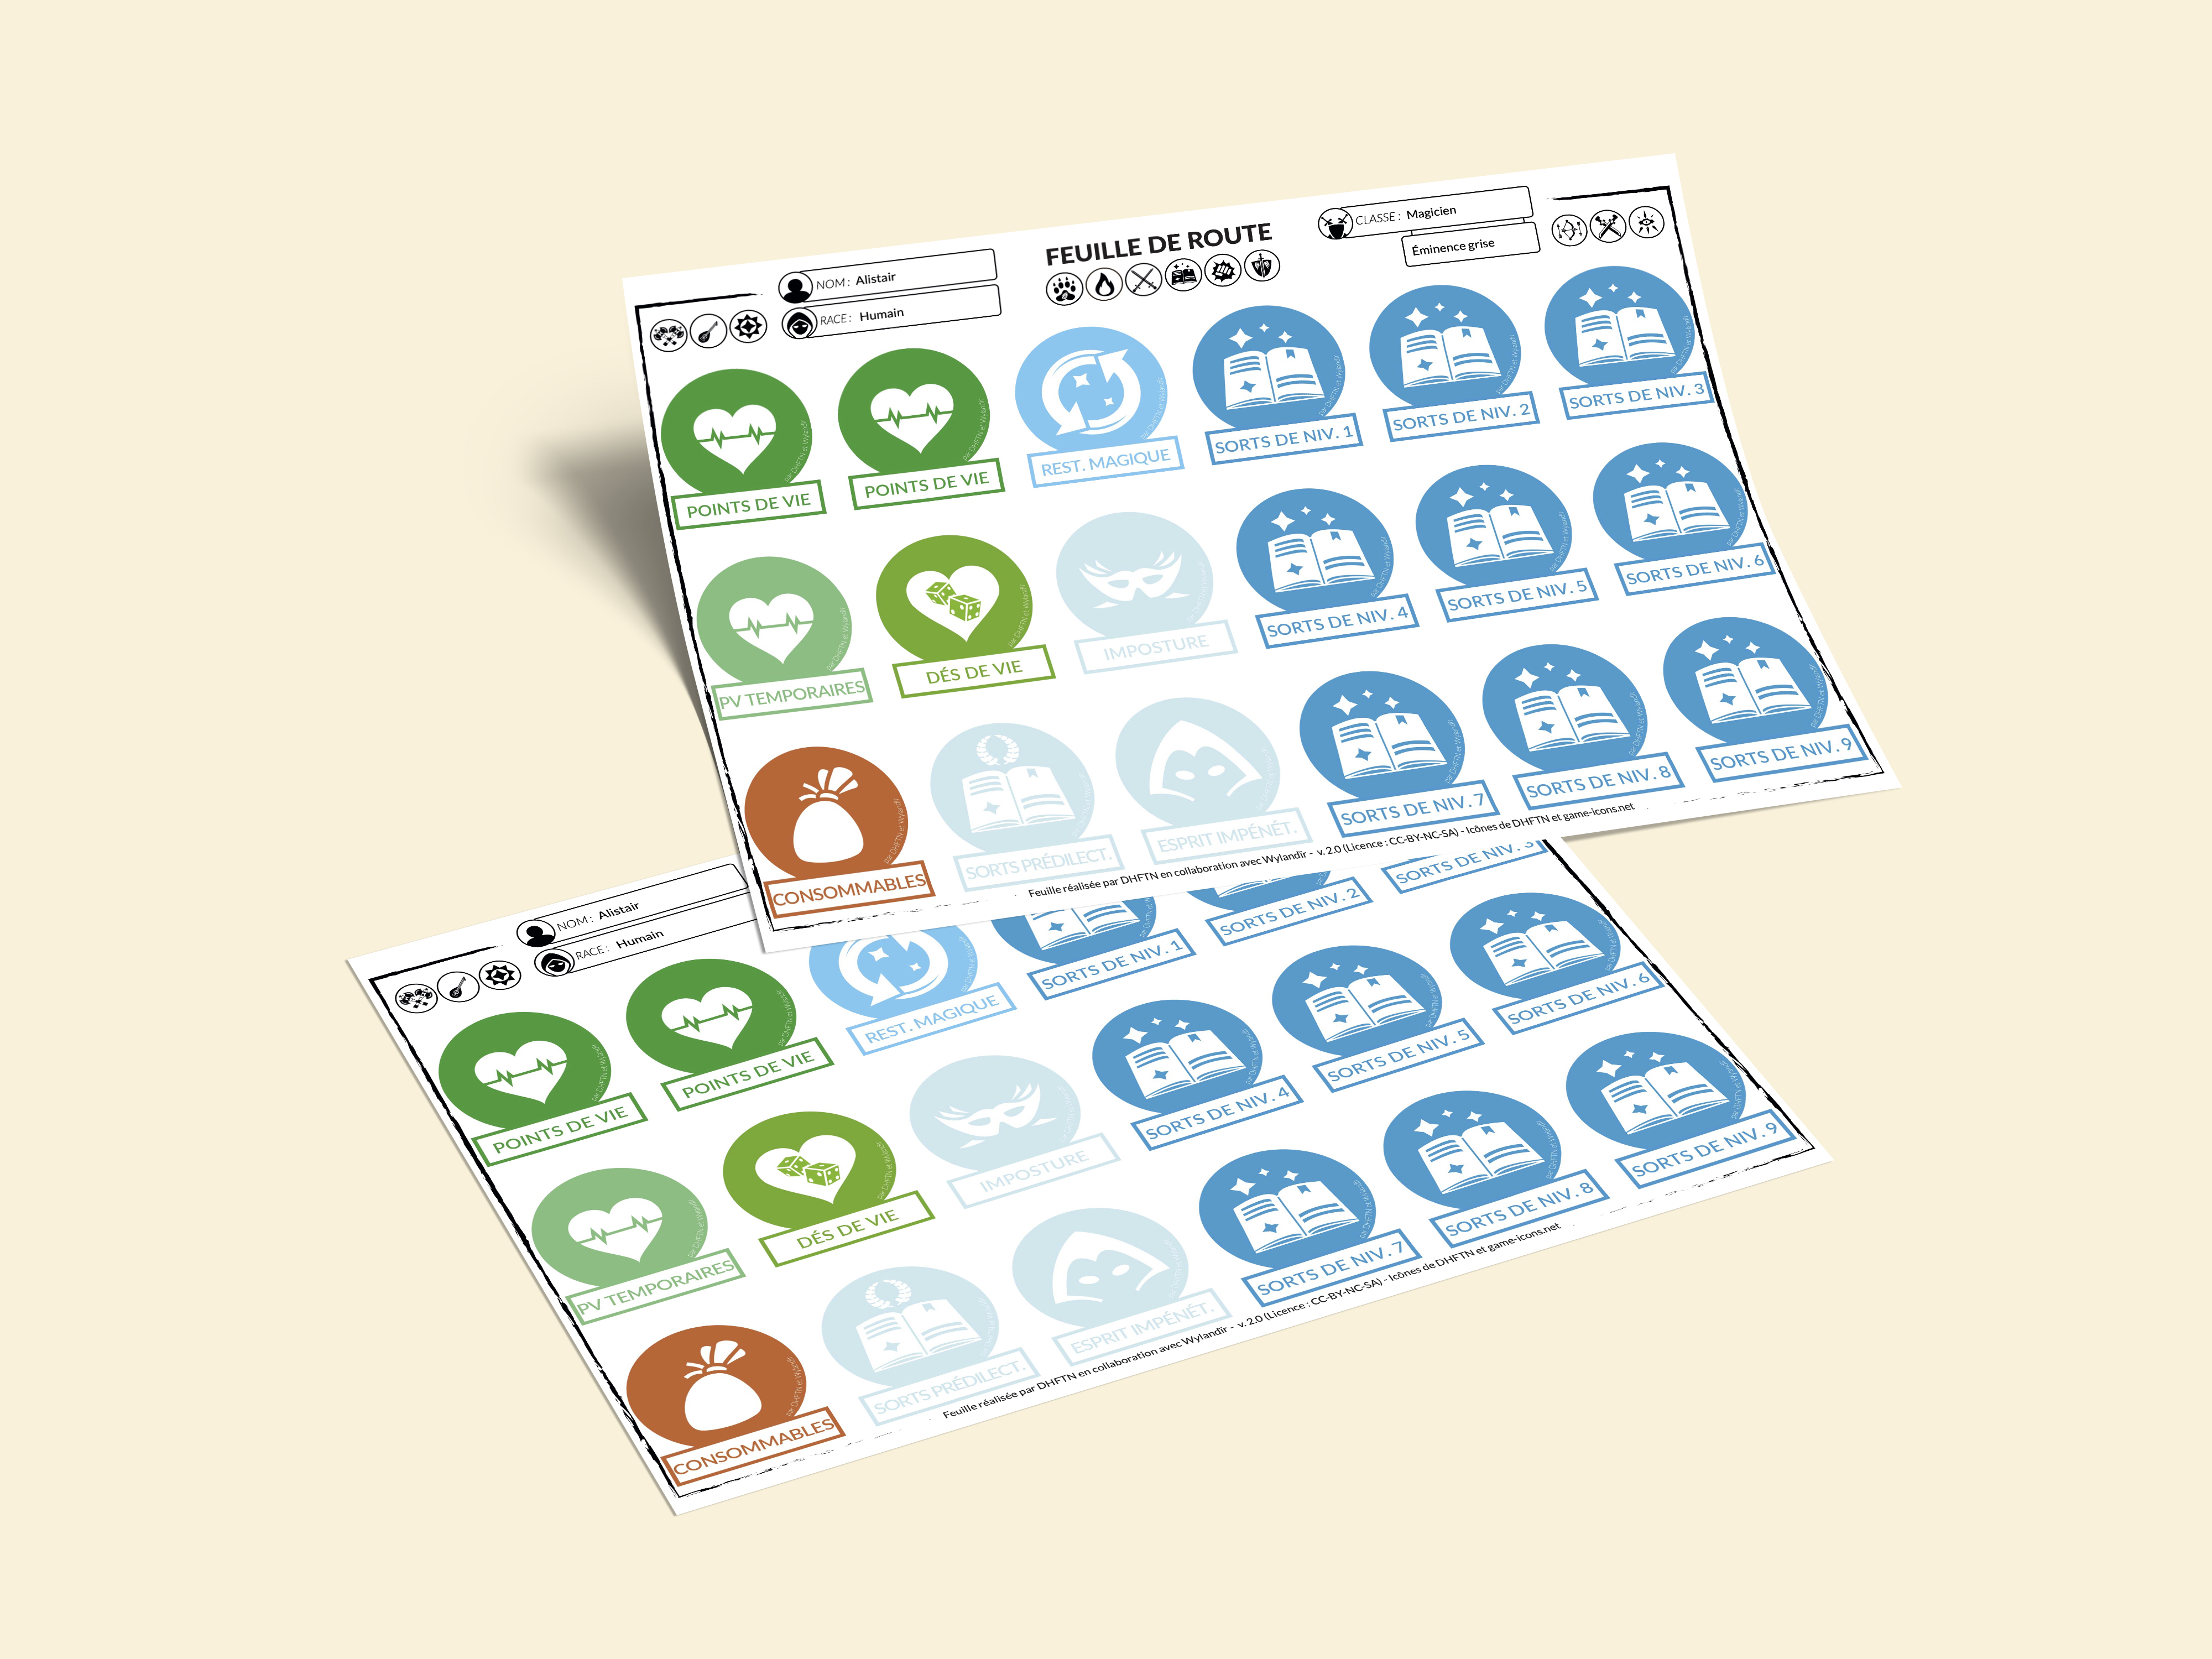 FEUILLE DE ROUTE
NOM : Alistair
RACE : Humain
CLASSE : Magicien
Éminence grise
POINTS DE VIE
POINTS DE VIE
REST. MAGIQUE
SORTS DE NIV. 1
SORTS DE NIV. 2
SORTS DE NIV. 3
PV TEMPORAIRES
DÉS DE VIE
IMPOSTURE
SORTS DE NIV. 4
SORTS DE NIV. 5
SORTS DE NIV. 6
CONSOMMABLES
SORTS PRÉDILECT.
ESPRIT IMPÉNÉT.
SORTS DE NIV. 7
SORTS DE NIV. 8
SORTS DE NIV. 9
Feuille réalisée par DHFTN en collaboration avec Wylandîr - v. 2.0 (Licence : CC-BY-NC-SA) - Icônes de DHFTN et game-icons.net
NOM : Alistair
RACE : Humain
POINTS DE VIE
POINTS DE VIE
REST. MAGIQUE
SORTS DE NIV. 1
SORTS DE NIV. 2
SORTS DE NIV. 3
PV TEMPORAIRES
DÉS DE VIE
IMPOSTURE
SORTS DE NIV. 4
SORTS DE NIV. 5
SORTS DE NIV. 6
CONSOMMABLES
SORTS PRÉDILECT.
ESPRIT IMPÉNÉT.
SORTS DE NIV. 7
SORTS DE NIV. 8
SORTS DE NIV. 9
Feuille réalisée par DHFTN en collaboration avec Wylandîr - v. 2.0 (Licence : CC-BY-NC-SA) - Icônes de DHFTN et game-icons.net